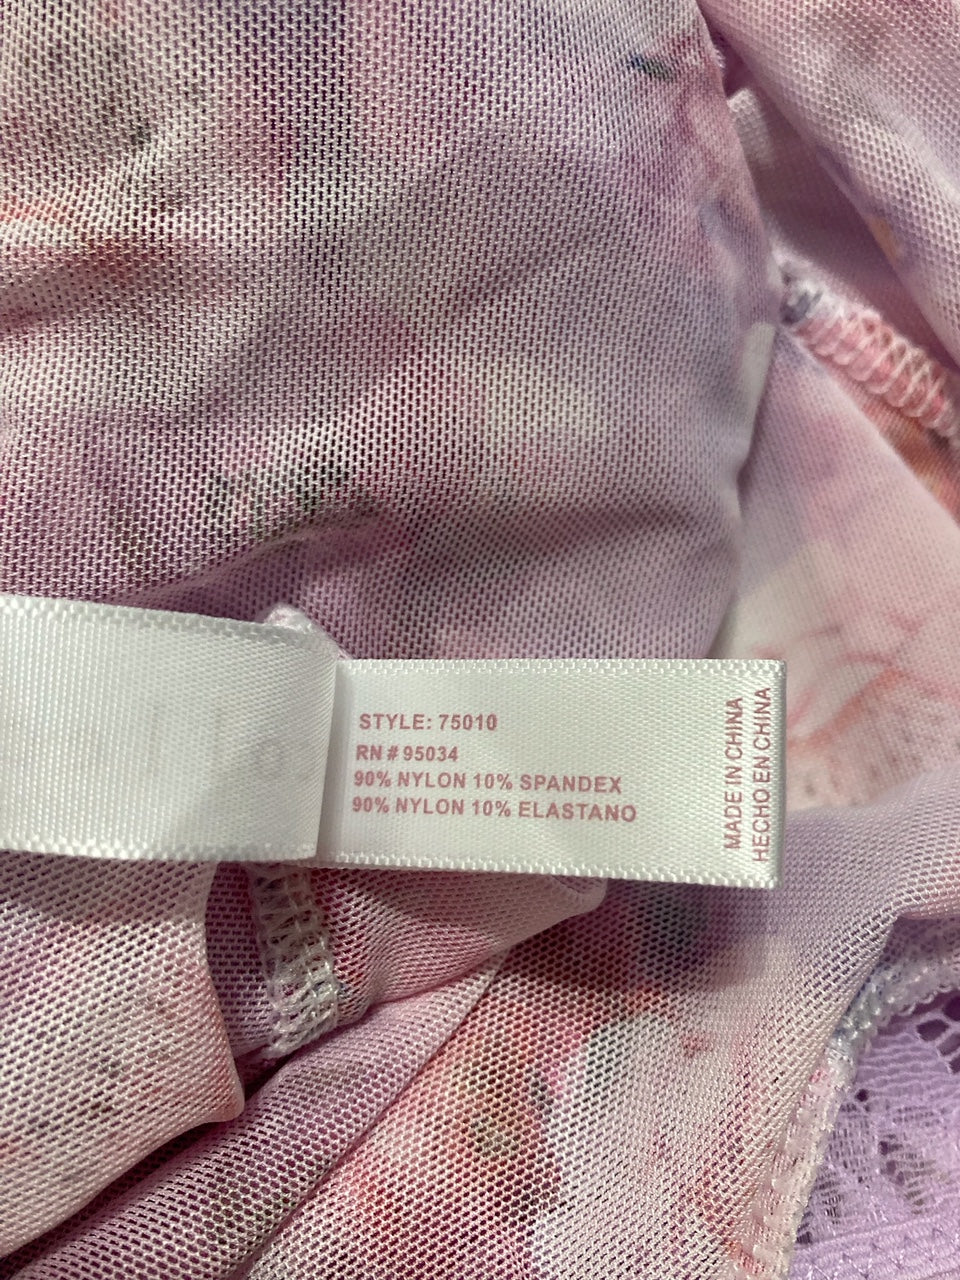 STYLE: 75010
RN # 95034
90% NYLON 10% SPANDEX
90% NYLON 10% ELASTANO
MADE IN CHINA
HECHO EN CHINA